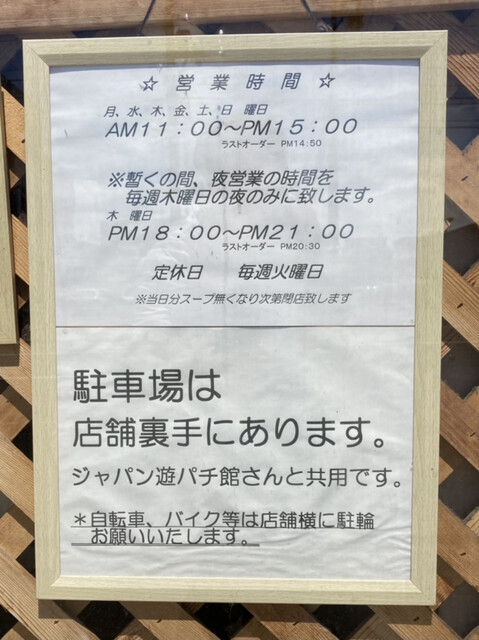 ☆ 営業時間 ☆
月、水、木、金、土、日　曜日
AM11：00～PM15：00
ラストオーダー PM14:50
※暫くの間、夜営業の時間を
毎週木曜日の夜のみに致します。
木　曜日
PM18：00～PM21：00
ラストオーダー PM20:30
定休日　毎週火曜日
※当日分スープ無くなり次第閉店致します
駐車場は
店舗裏手にあります。
ジャパン遊パチ館さんと共用です。
＊自転車、バイク等は店舗横に駐輪
お願いいたします。